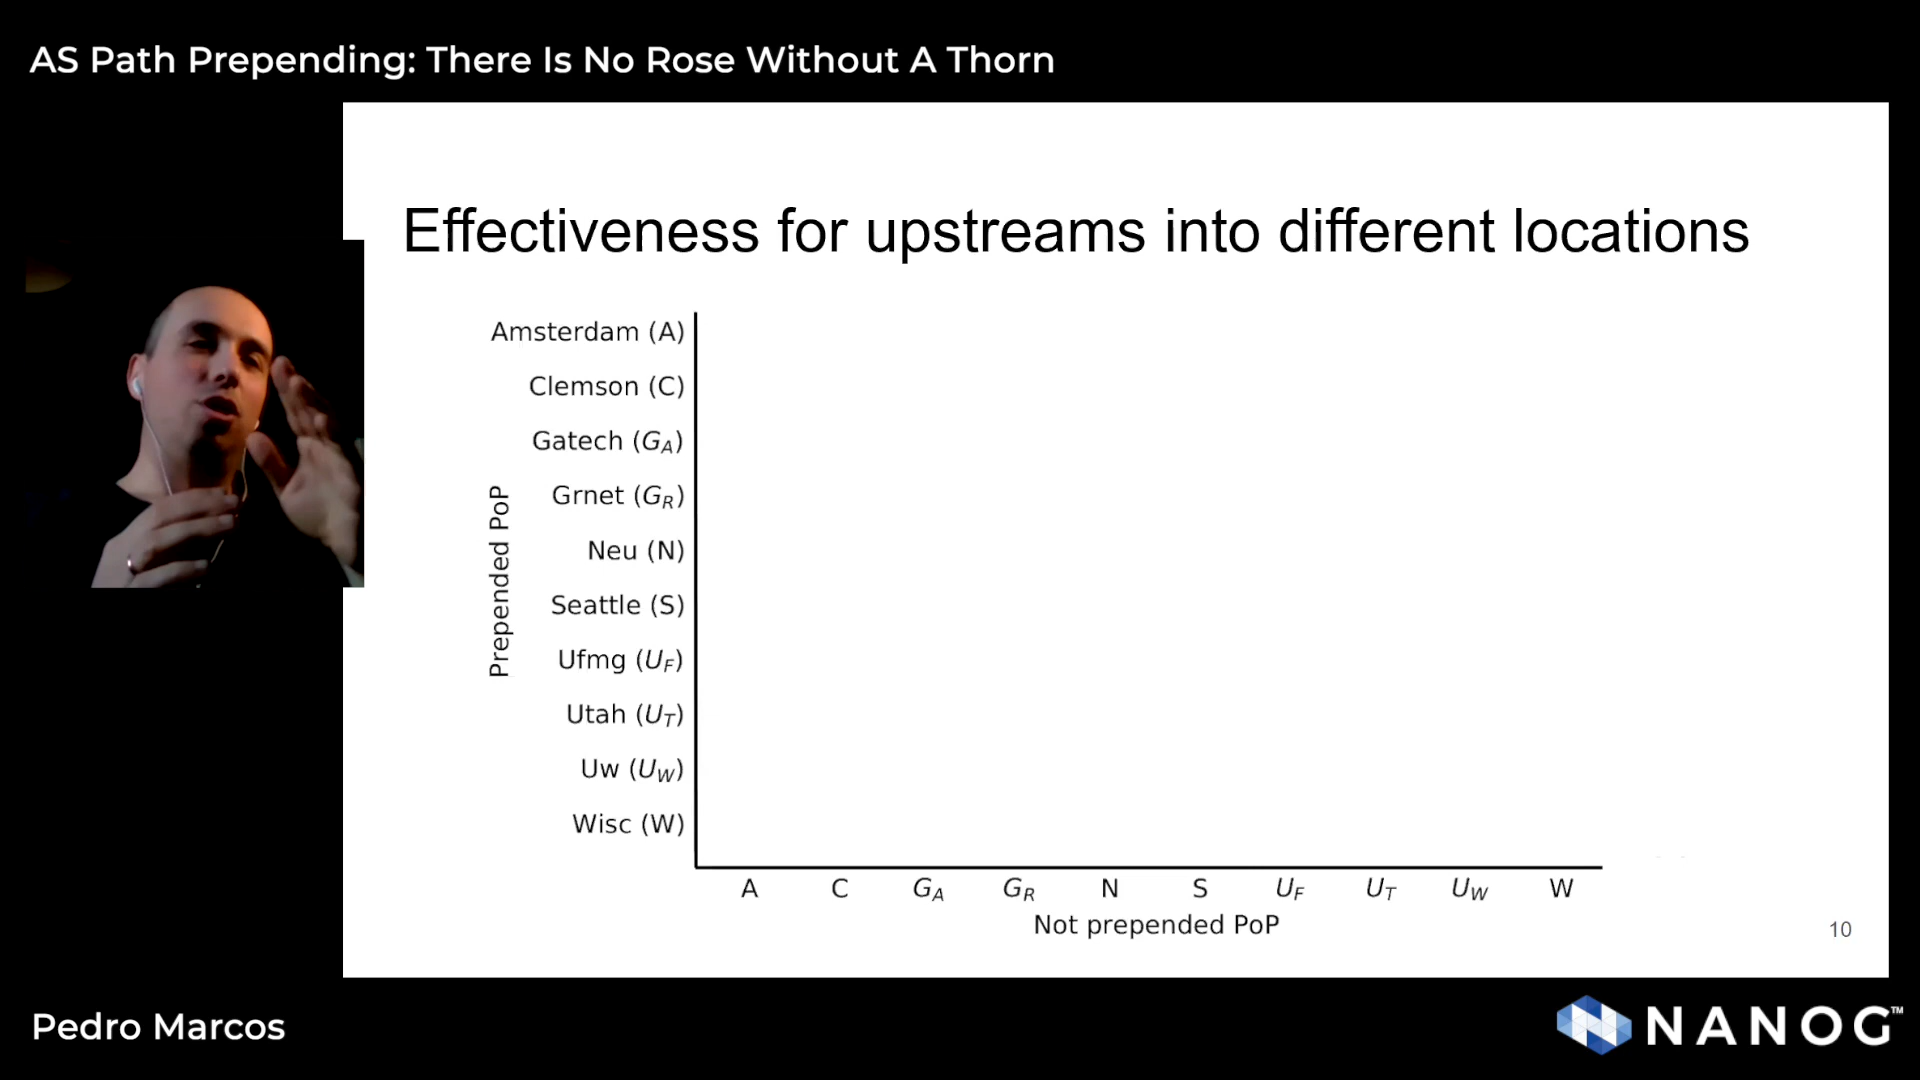 AS Path Prepending: There Is No Rose Without A Thorn
Effectiveness for upstreams into different locations
Prepended PoP
Amsterdam (A)
Clemson (C)
Gatech (G_A)
Grnet (G_R)
Neu (N)
Seattle (S)
Ufmg (U_F)
Utah (U_T)
Uw (U_W)
Wisc (W)
A C G_A G_R N S U_F U_T U_W W
Not prepended PoP
10
Pedro Marcos
NANOG™